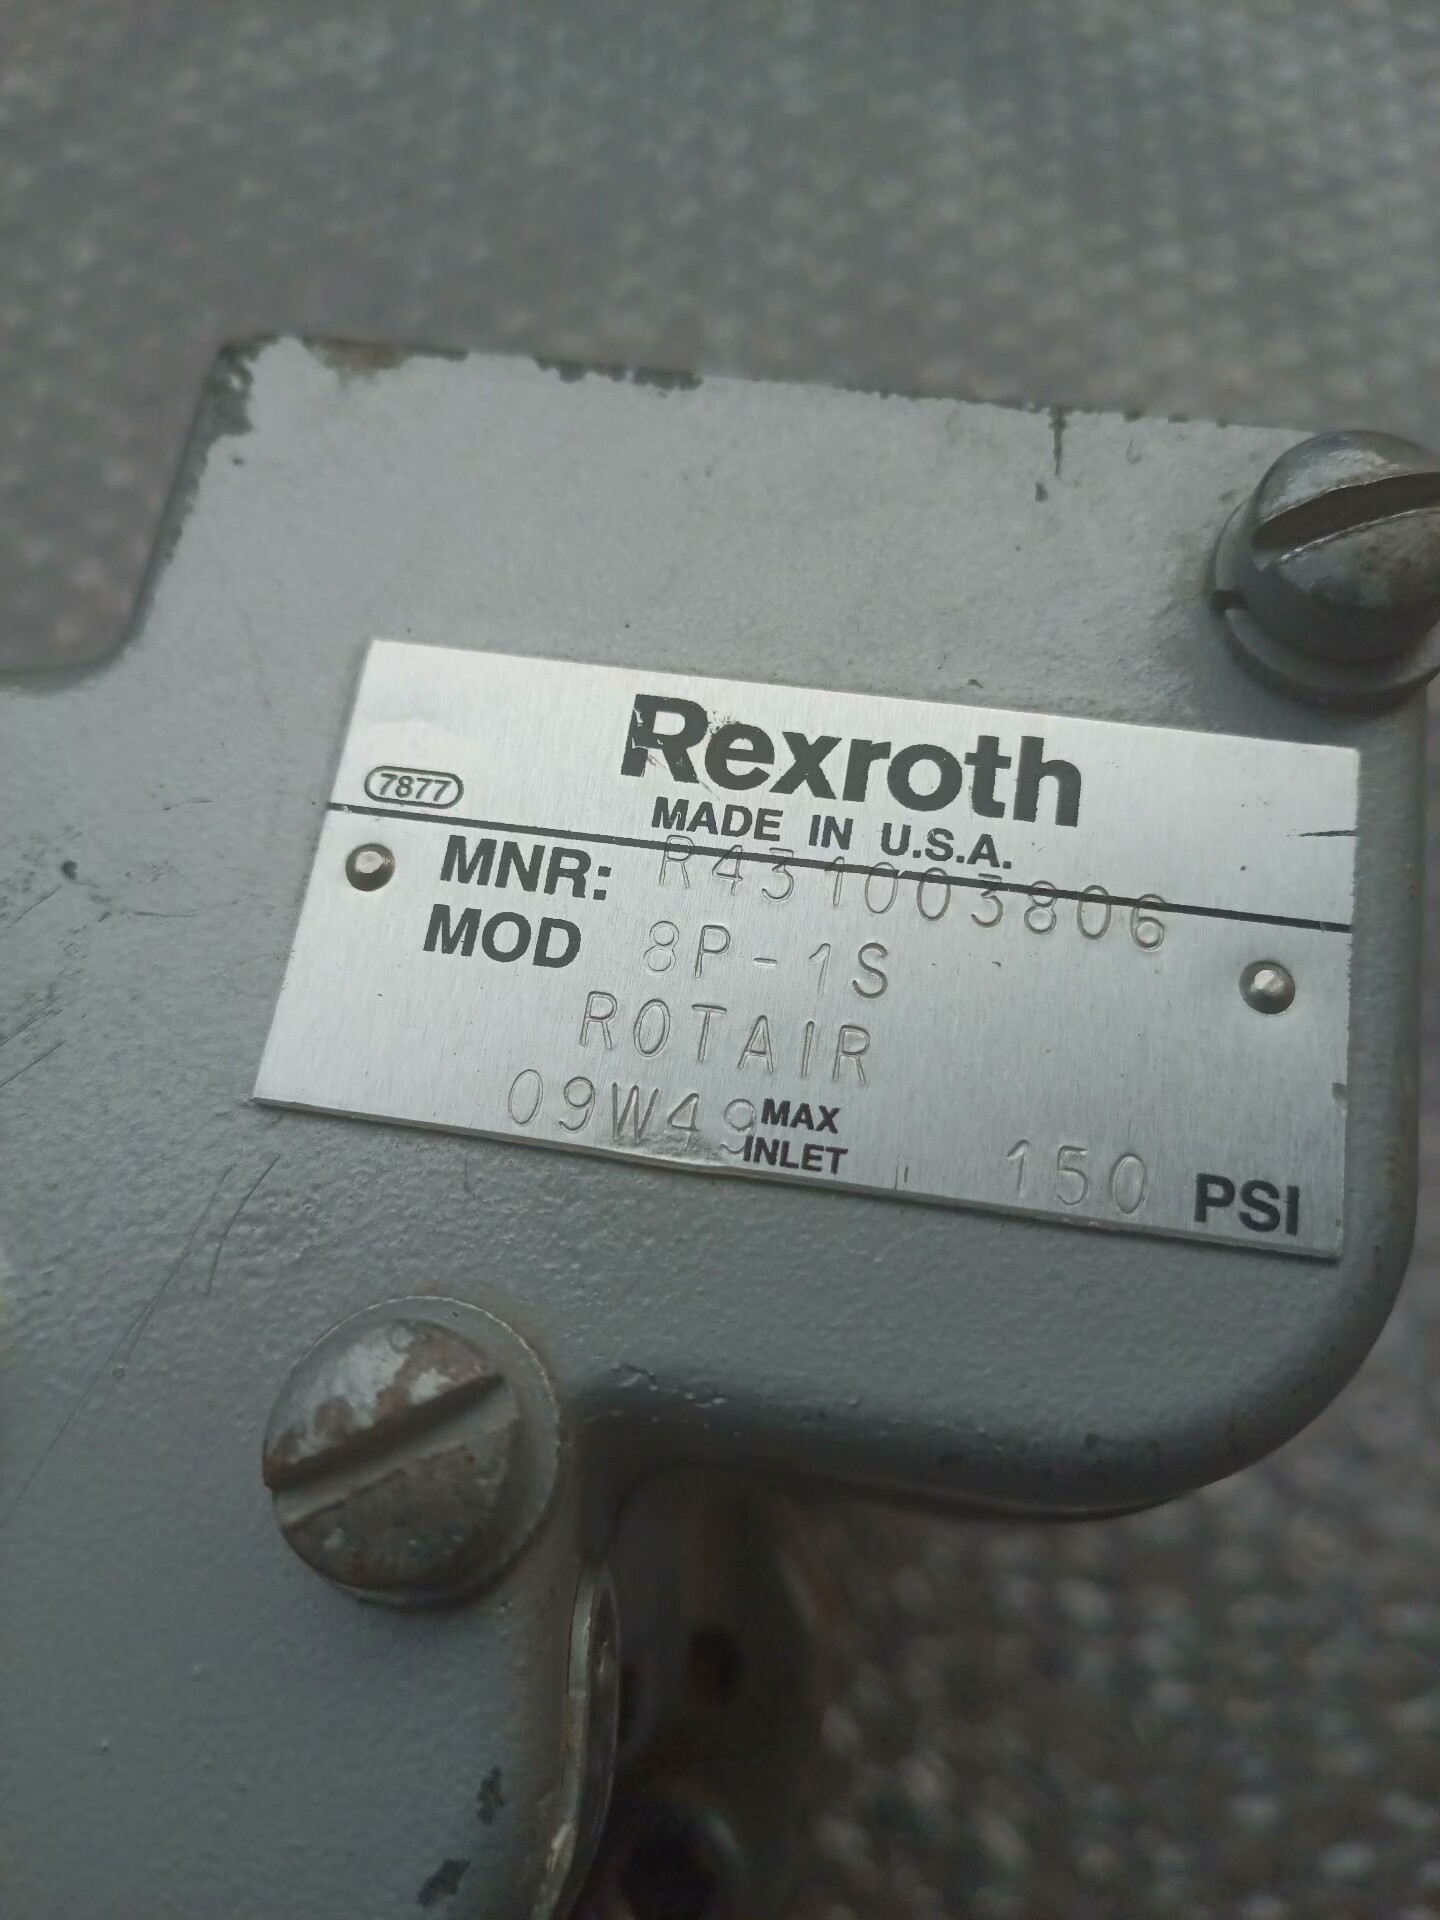 Rexroth
7877
MADE IN U.S.A.
MNR: R431003806
MOD 8P-1S
ROTAIR
09W49 MAX INLET 150 PSI